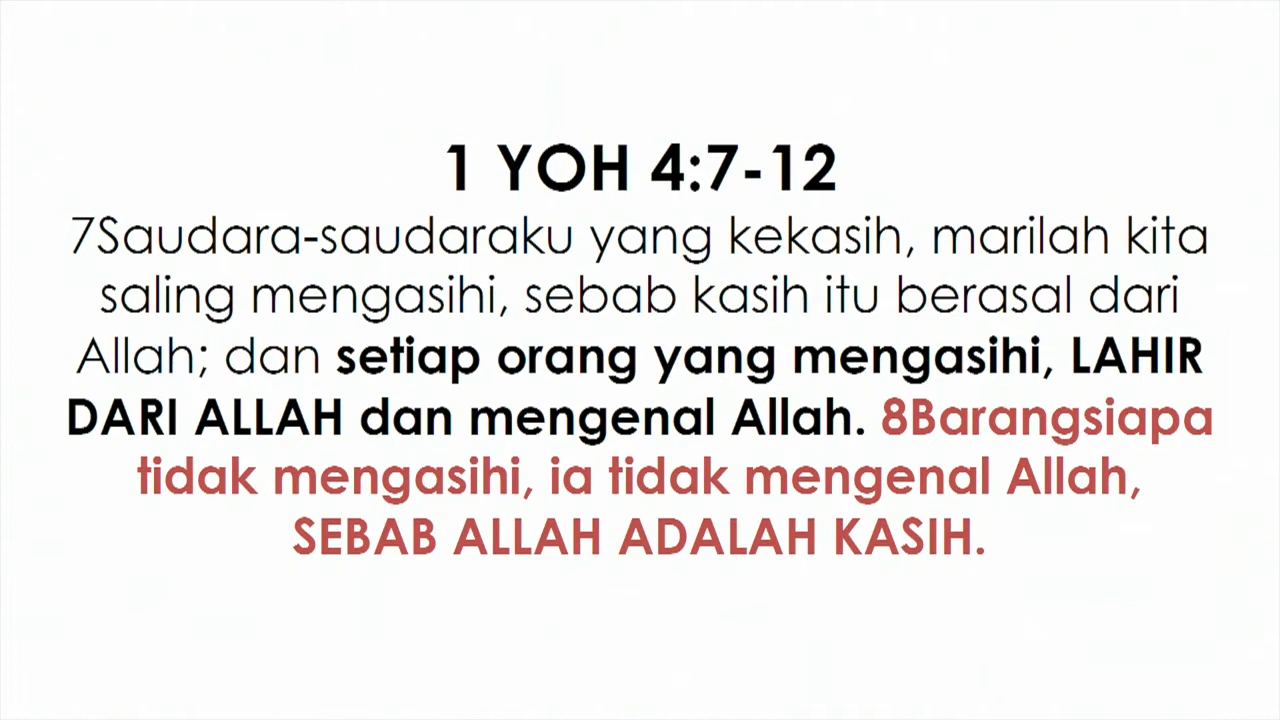 1 YOH 4:7-12
7Saudara-saudaraku yang kekasih, marilah kita
saling mengasihi, sebab kasih itu berasal dari
Allah; dan setiap orang yang mengasihi, LAHIR
DARI ALLAH dan mengenal Allah. 8Barangsiapa
tidak mengasihi, ia tidak mengenal Allah,
SEBAB ALLAH ADALAH KASIH.